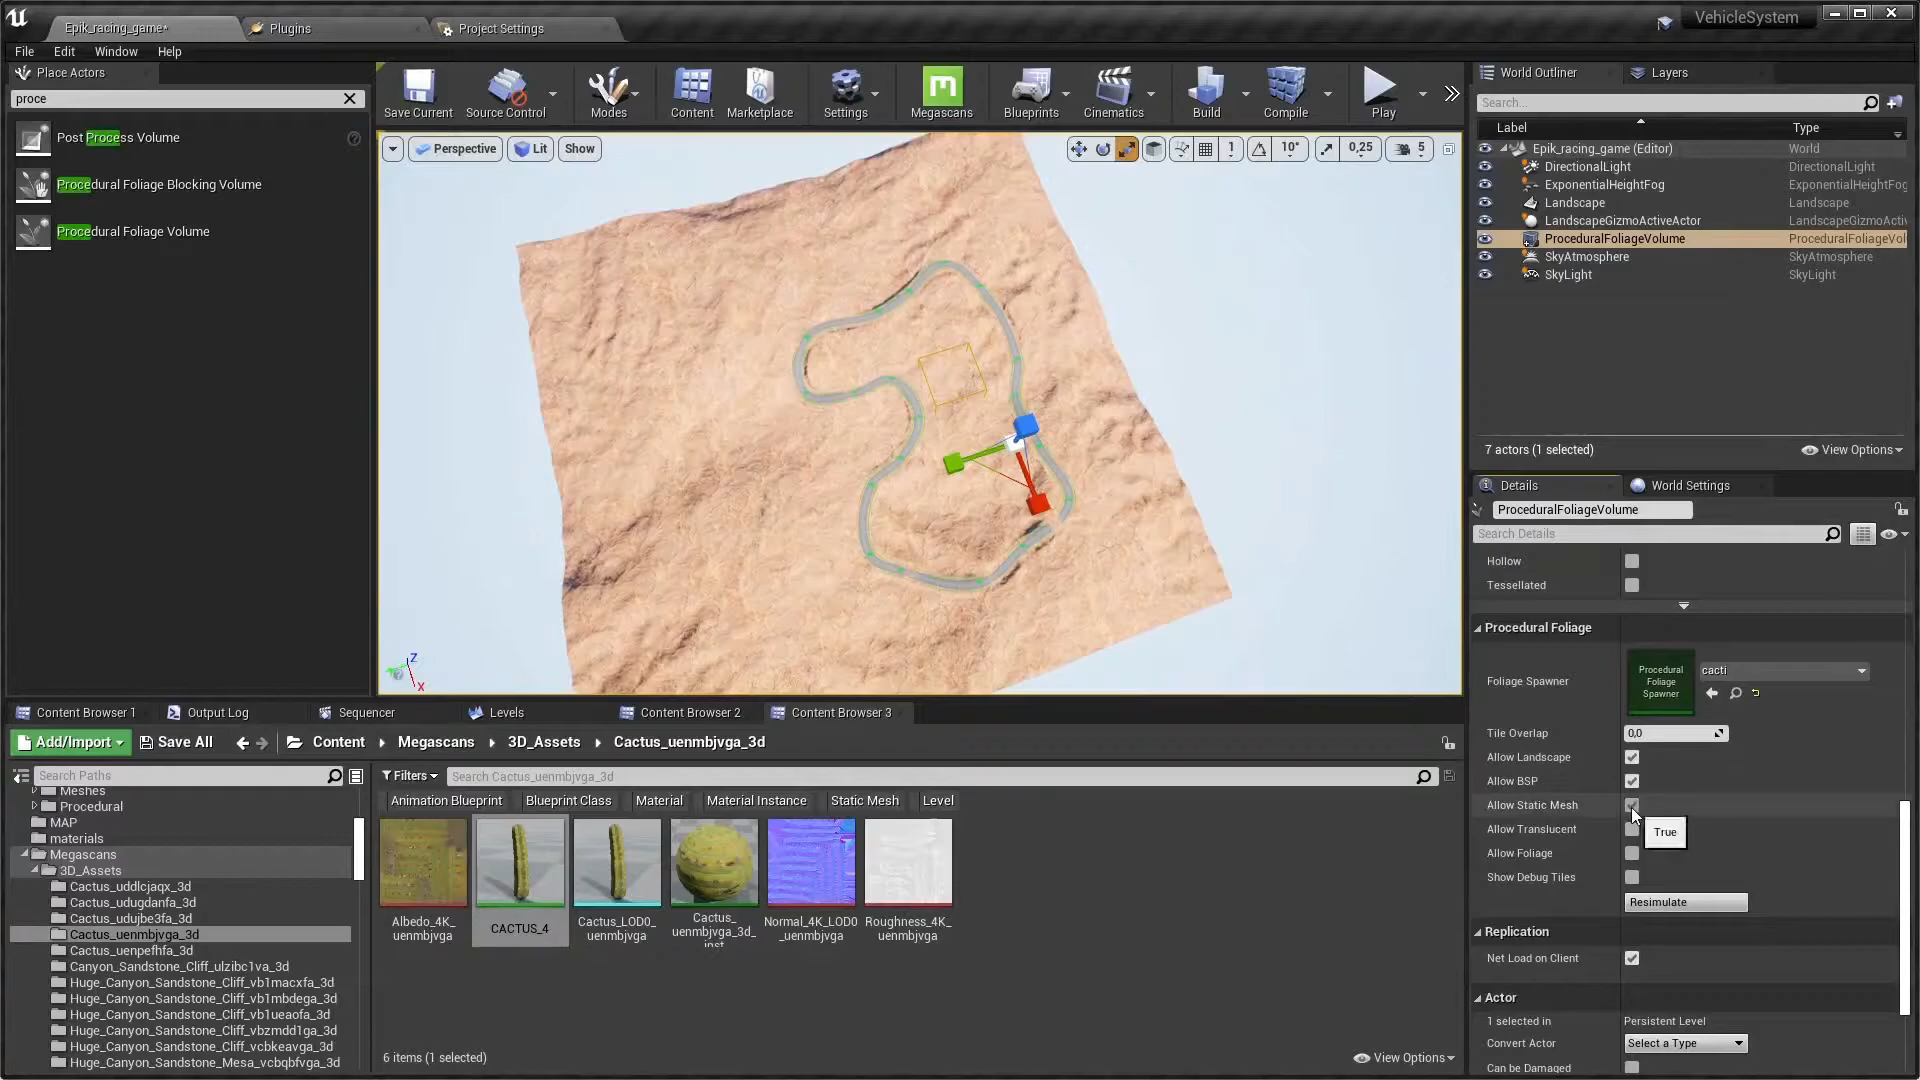 Epik_racing_game*
Plugins
Project Settings
VehicleSystem
File Edit Window Help
Place Actors
proce
Post Process Volume
Procedural Foliage Blocking Volume
Procedural Foliage Volume
Save Current
Source Control
Modes
Content
Marketplace
Settings
Megascans
Blueprints
Cinematics
Build
Compile
Play
Perspective
Lit
Show
1
10°
0,25
5
Z
X
World Outliner
Layers
Search...
Label
Type
Epik_racing_game (Editor) World
DirectionalLight DirectionalLight
ExponentialHeightFog ExponentialHeightFog
Landscape Landscape
LandscapeGizmoActiveActor LandscapeGizmoActiv
ProceduralFoliageVolume ProceduralFoliageVol
SkyAtmosphere SkyAtmosphere
SkyLight SkyLight
7 actors (1 selected)
View Options
Details
World Settings
ProceduralFoliageVolume
Search Details
Hollow
Tessellated
Procedural Foliage
Foliage Spawner
Procedural
Foliage
Spawner
cacti
Tile Overlap 0,0
Allow Landscape
Allow BSP
Allow Static Mesh
Allow Translucent
True
Allow Foliage
Show Debug Tiles
Resimulate
Replication
Net Load on Client
Actor
1 selected in Persistent Level
Convert Actor Select a Type
Can be Damaged
Content Browser 1
Output Log
Sequencer
Levels
Content Browser 2
Content Browser 3
Add/Import
Save All
Content
Megascans
3D_Assets
Cactus_uenmbjvga_3d
Search Paths
Meshes
Procedural
MAP
materials
Megascans
3D_Assets
Cactus_uddlcjaqx_3d
Cactus_udugdanfa_3d
Cactus_udujbe3fa_3d
Cactus_uenmbjvga_3d
Cactus_uenpefhfa_3d
Canyon_Sandstone_Cliff_ulzibc1va_3d
Huge_Canyon_Sandstone_Cliff_vb1macxfa_3d
Huge_Canyon_Sandstone_Cliff_vb1mbdega_3d
Huge_Canyon_Sandstone_Cliff_vb1ueaofa_3d
Huge_Canyon_Sandstone_Cliff_vbzmdd1ga_3d
Huge_Canyon_Sandstone_Cliff_vcbkeavga_3d
Huge_Canyon_Sandstone_Mesa_vcbqbfvga_3d
Filters
Search Cactus_uenmbjvga_3d
Animation Blueprint
Blueprint Class
Material
Material Instance
Static Mesh
Level
Albedo_4K_
uenmbjvga
CACTUS_4
Cactus_LOD0_
uenmbjvga
Cactus_
uenmbjvga_3d_
inst
Normal_4K_LOD0
_uenmbjvga
Roughness_4K_
uenmbjvga
6 items (1 selected)
View Options